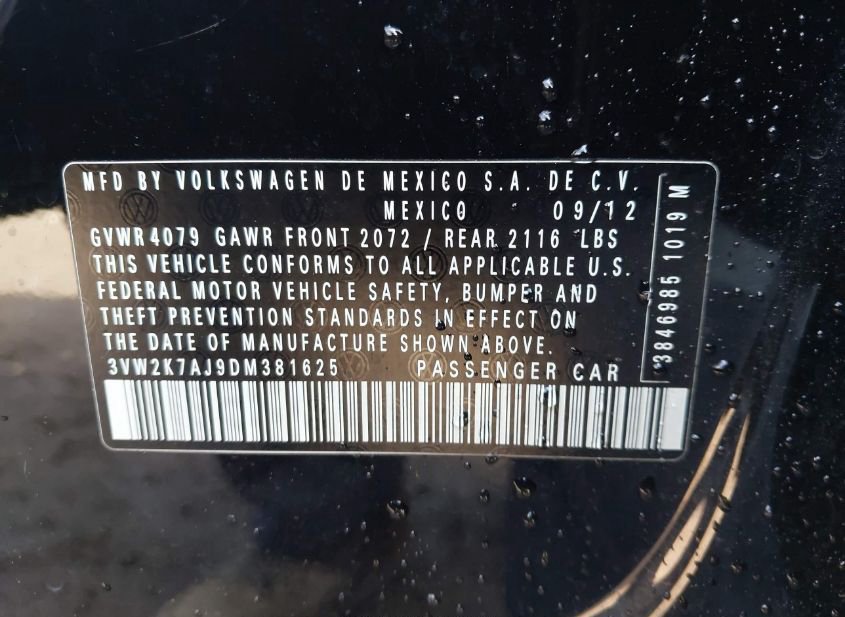 MFD BY VOLKSWAGEN DE MEXICO S.A. DE C.V.
MEXICO 09/12
GVWR 4079 GAWR FRONT 2072 / REAR 2116 LBS
THIS VEHICLE CONFORMS TO ALL APPLICABLE U.S.
FEDERAL MOTOR VEHICLE SAFETY, BUMPER AND
THEFT PREVENTION STANDARDS IN EFFECT ON
THE DATE OF MANUFACTURE SHOWN ABOVE.
3VW2K7AJ9DM381625 PASSENGER CAR
3846985 1019 M